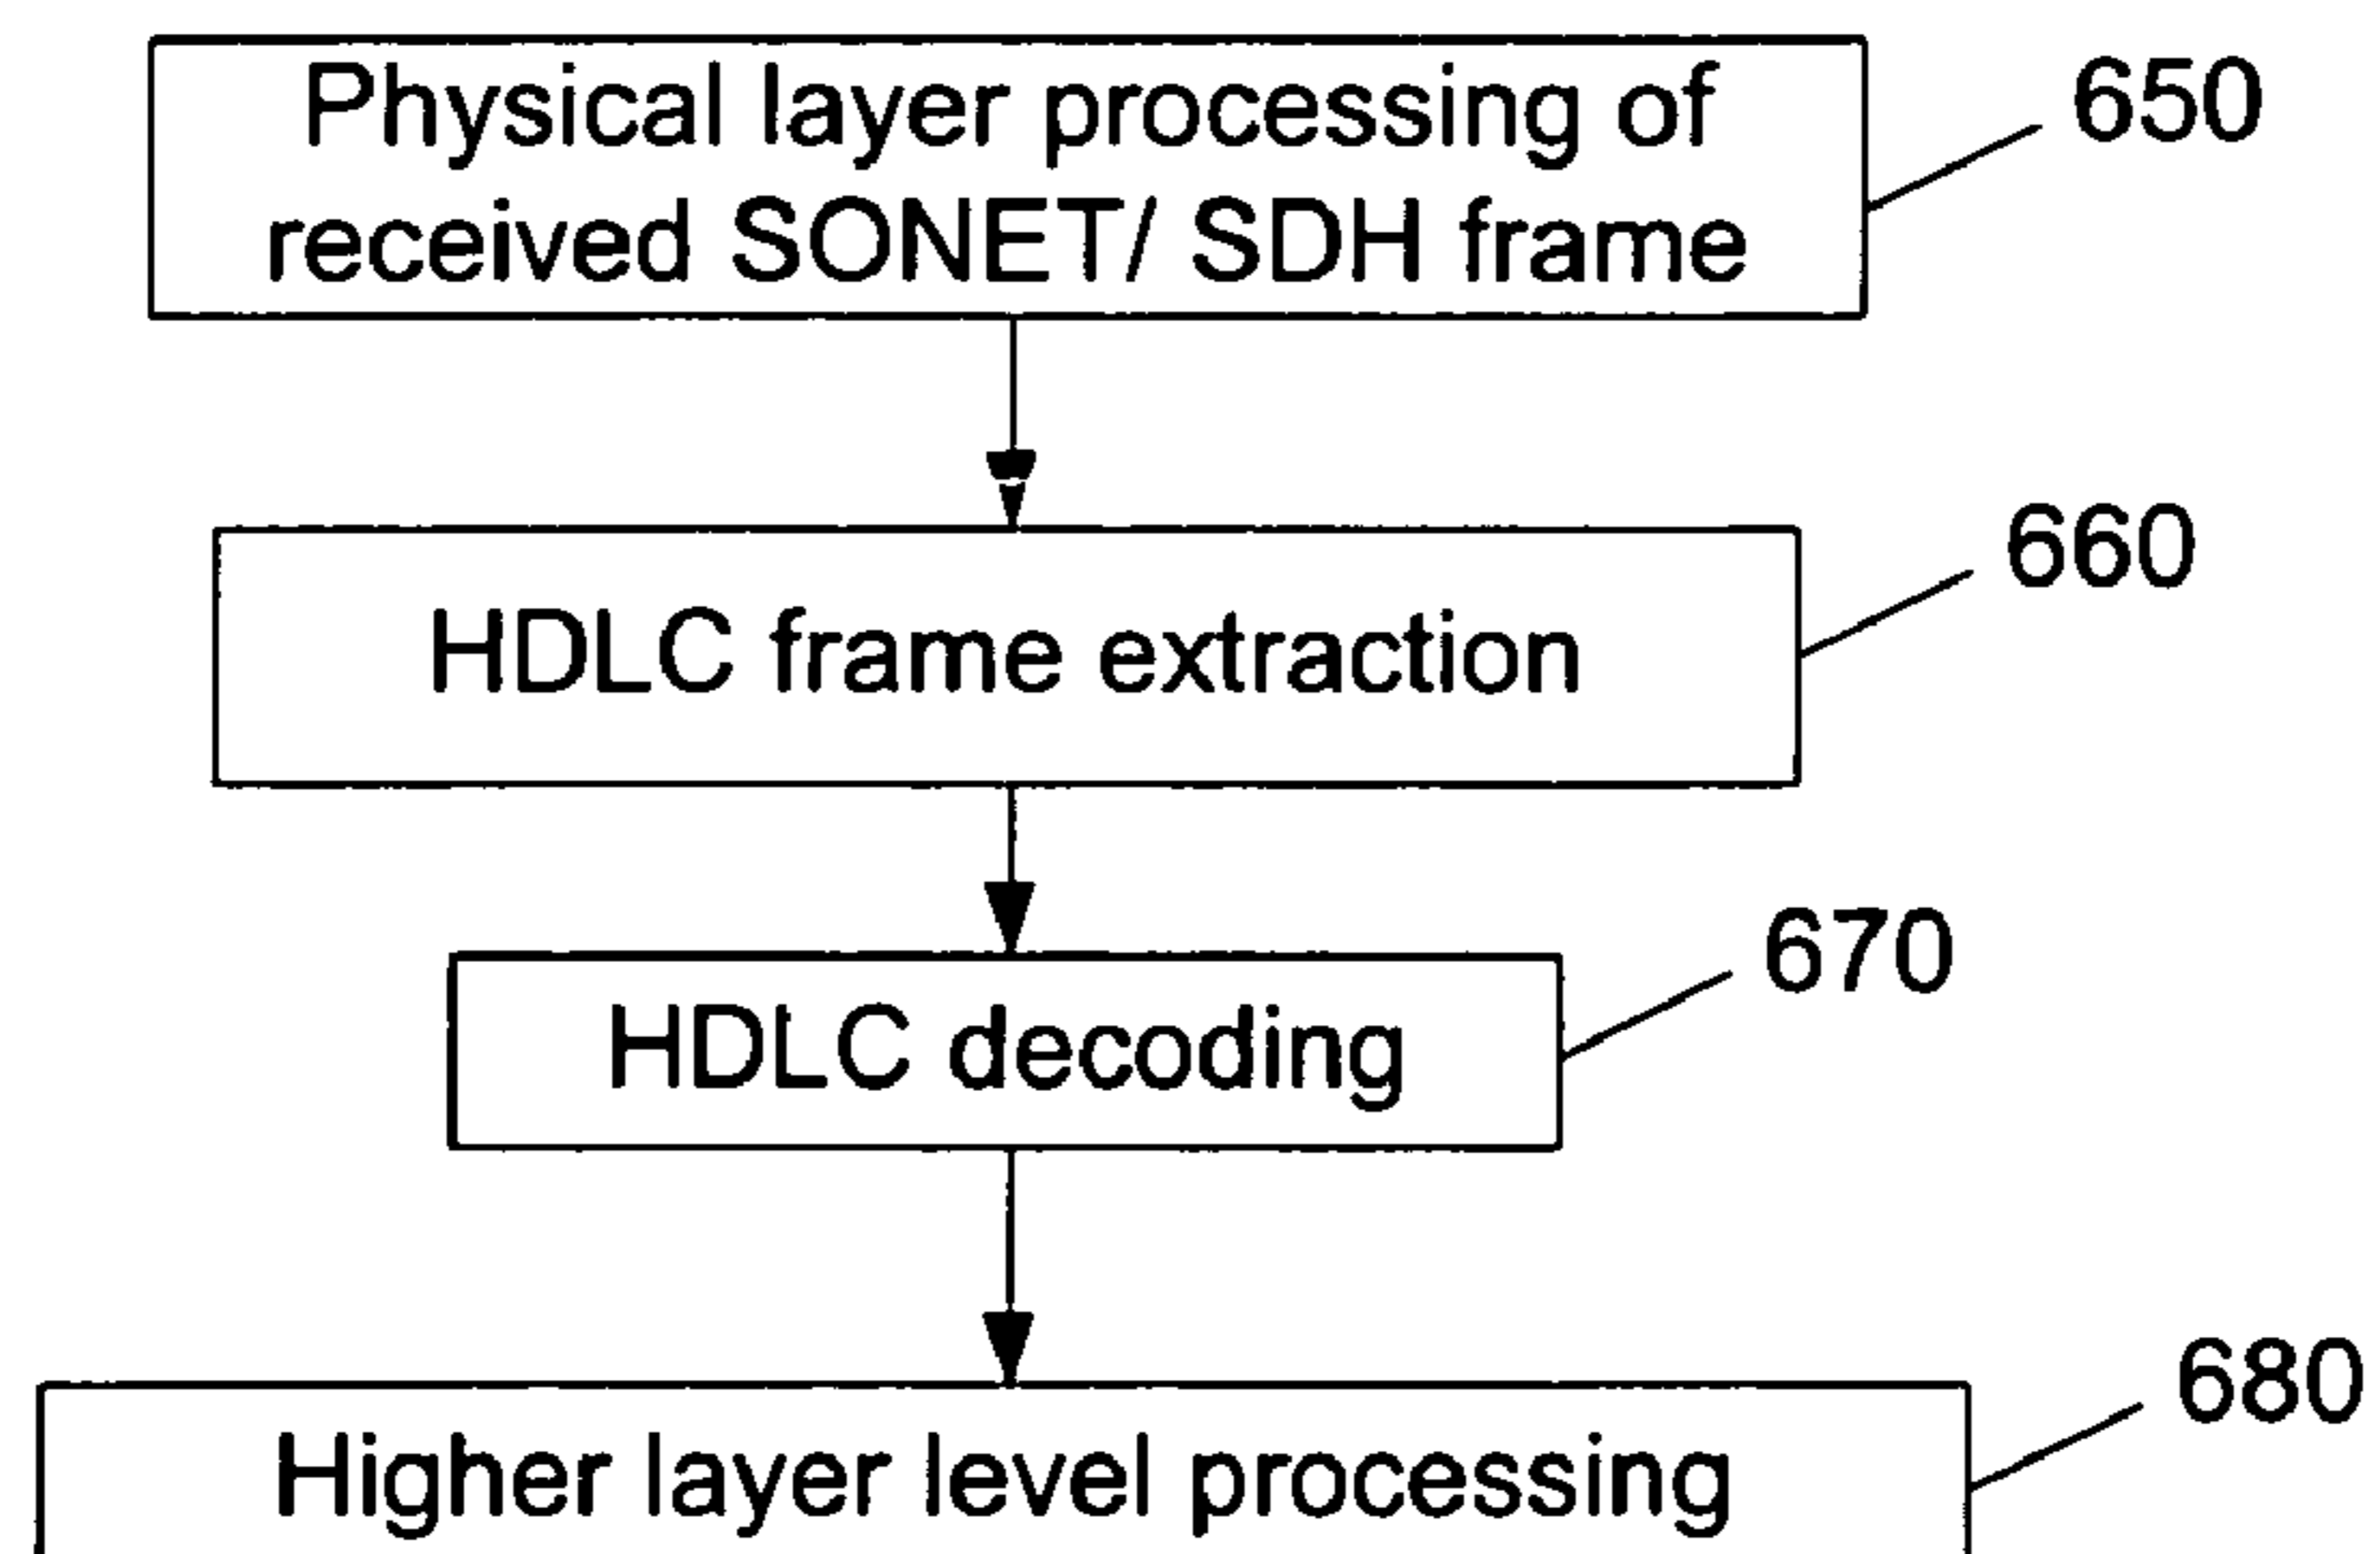 Physical layer processing of
received SONET/ SDH frame
650
HDLC frame extraction
660
HDLC decoding
670
Higher layer level processing
680